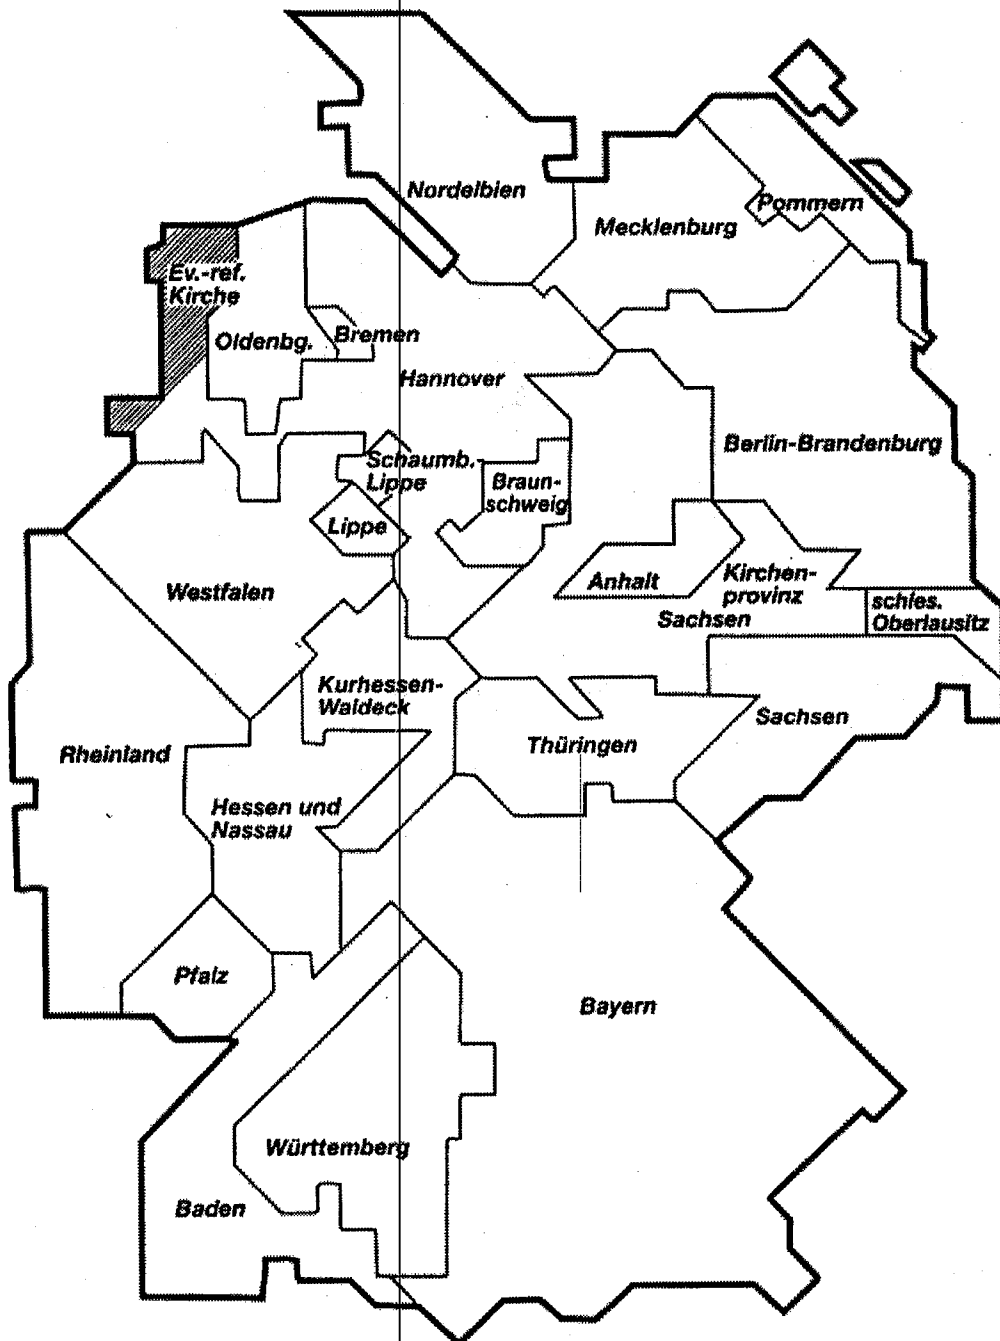 Nordelbien
Mecklenburg
Pommern
Ev.-ref.
Kirche
Oldenbg.
Bremen
Hannover
Schaumb.-
Lippe
Braun-
schweig
Berlin-Brandenburg
Lippe
Westfalen
Anhalt
Kirchen-
provinz
Sachsen
schles.
Oberlausitz
Kurhessen-
Waldeck
Sachsen
Thüringen
Rheinland
Hessen und
Nassau
Pfalz
Bayern
Württemberg
Baden